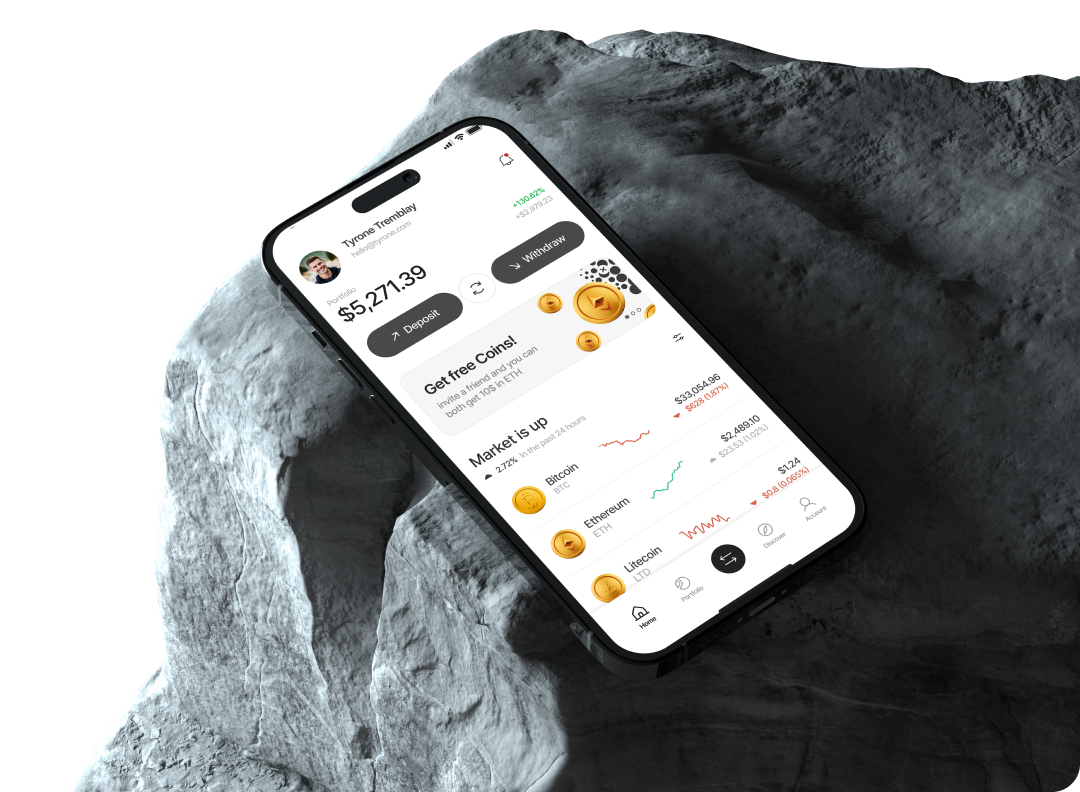 Tyrone Tremblay
hello@tyrone.com
Portfolio
$5,271.39
+130.62%
+$2,979.23
Deposit
Withdraw
Get free Coins!
invite a friend and you can
both get 10$ in ETH
Market is up
2.72% In the past 24 hours
Bitcoin
BTC
$33,054.96
$628 (1.87%)
Ethereum
ETH
$2,489.10
$23.53 (1.02%)
Litecoin
LTD
$1.24
$0.8 (0.065%)
Home
Portfolio
Discover
Account